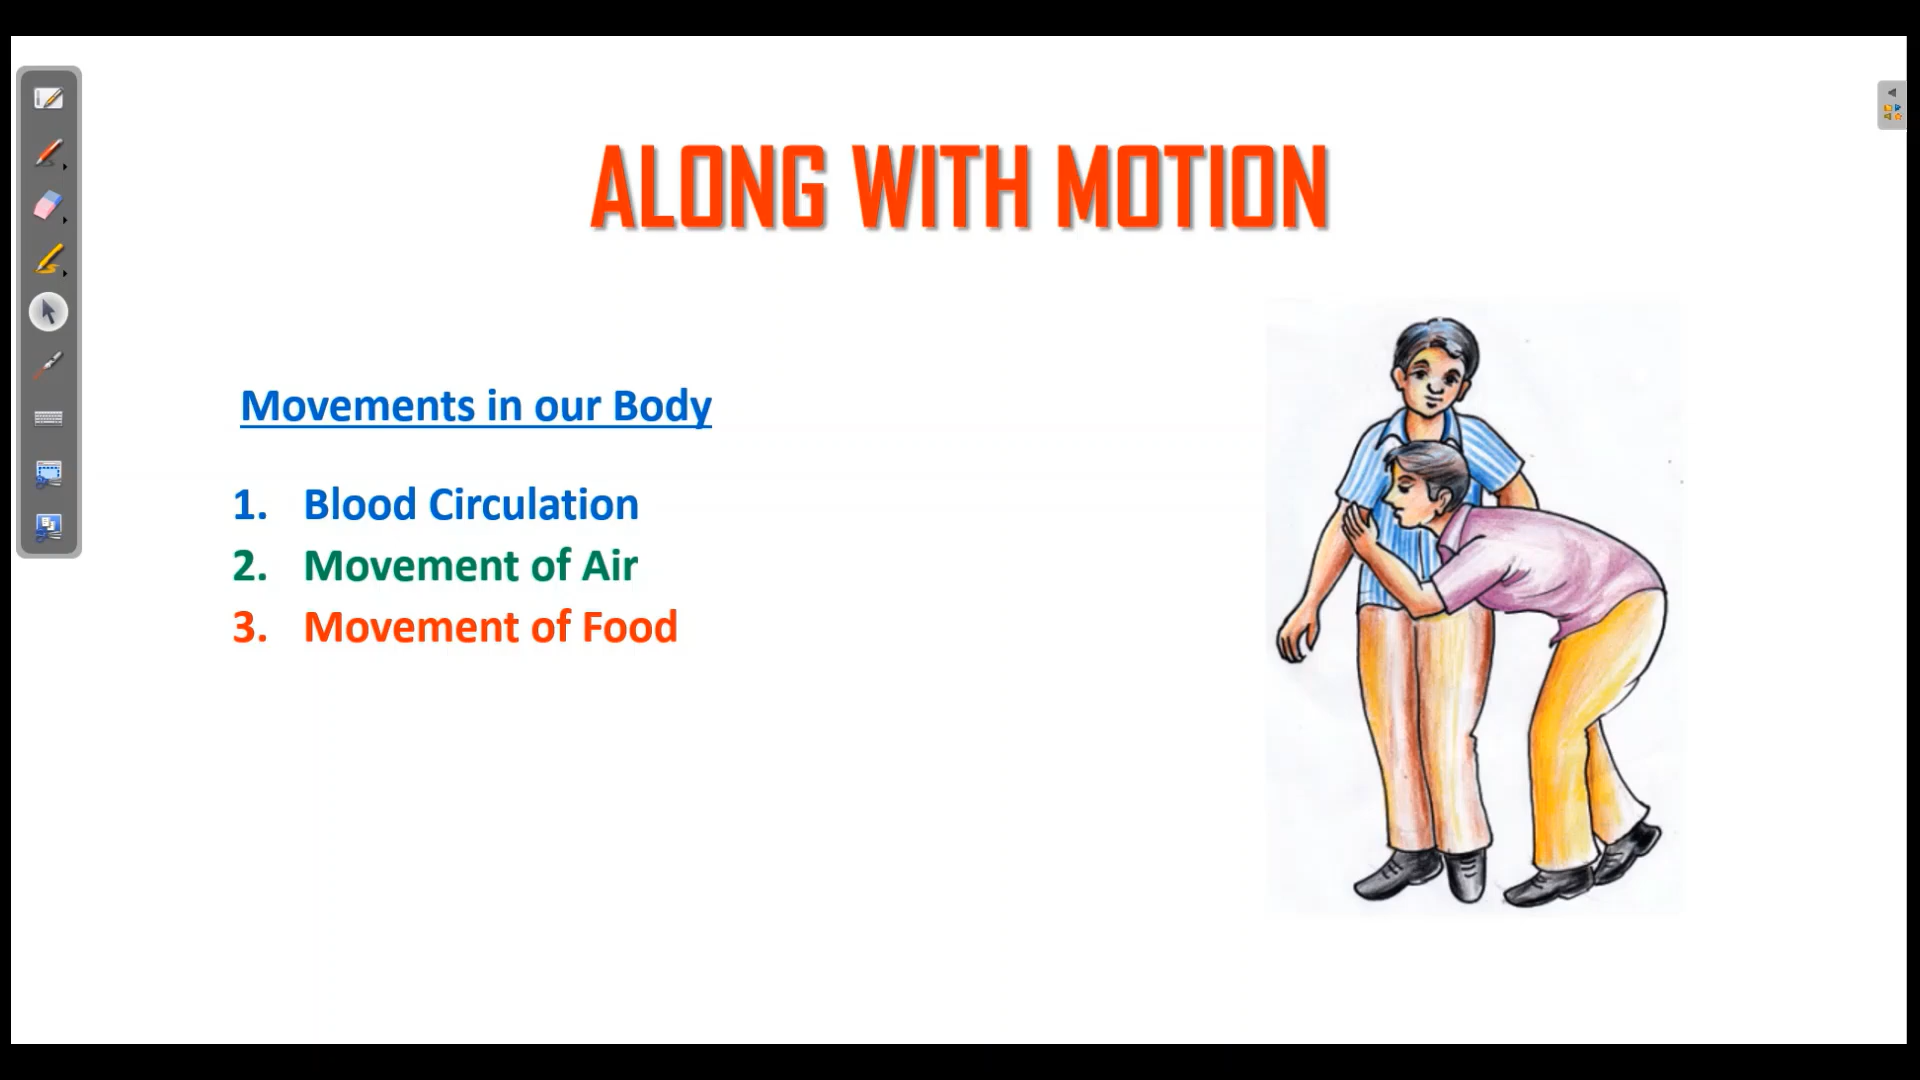 ALONG WITH MOTION
Movements in our Body
1. Blood Circulation
2. Movement of Air
3. Movement of Food